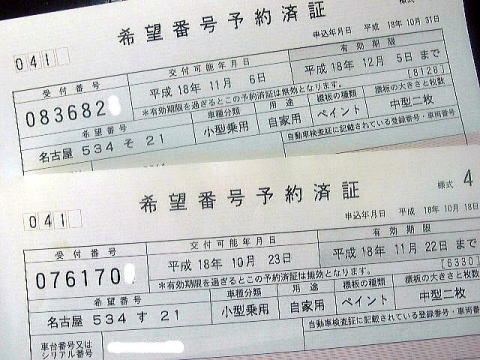 希望番号予約済証
様式
041
申込年月日 平成 18年 10月 31日
受付番号 交付可能年月日 有効期限
083682 平成 18年 11月 6日 平成 18年 12月 5日 まで
[8128]
※有効期限を過ぎるとこの予約済証は無効となります。
希望番号 車種分類 用途 標板の種類 標板の大きさと枚数
名古屋 534 そ 21 小型乗用 自家用 ペイント 中型二枚
自動車検査証に記載されている登録番号・車両番号
希望番号予約済証
様式 4
041
申込年月日 平成 18年 10月 18日
受付番号 交付可能年月日 有効期限
076170 平成 18年 10月 23日 平成 18年 11月 22日 まで
[6330]
※有効期限を過ぎるとこの予約済証は無効となります。
希望番号 車種分類 用途 標板の種類 標板の大きさと枚数
名古屋 534 す 21 小型乗用 自家用 ペイント 中型二枚
自動車検査証に記載されている登録番号・車両番号
車台番号又は
シリアル番号